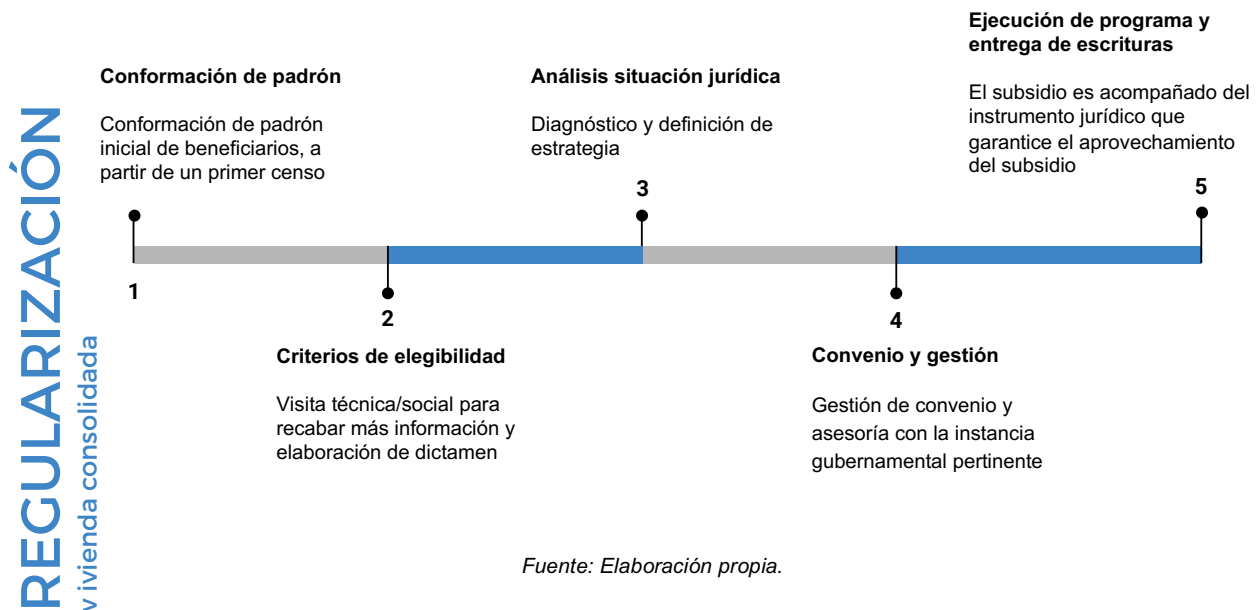 REGULARIZACIÓN
v ivienda consolidada
Conformación de padrón
Conformación de padrón
inicial de beneficiarios, a
partir de un primer censo
1
2
Criterios de elegibilidad
Visita técnica/social para
recabar más información y
elaboración de dictamen
Análisis situación jurídica
Diagnóstico y definición de
estrategia
3
4
Convenio y gestión
Gestión de convenio y
asesoría con la instancia
gubernamental pertinente
Ejecución de programa y
entrega de escrituras
El subsidio es acompañado del
instrumento jurídico que
garantice el aprovechamiento
del subsidio
5
Fuente: Elaboración propia.